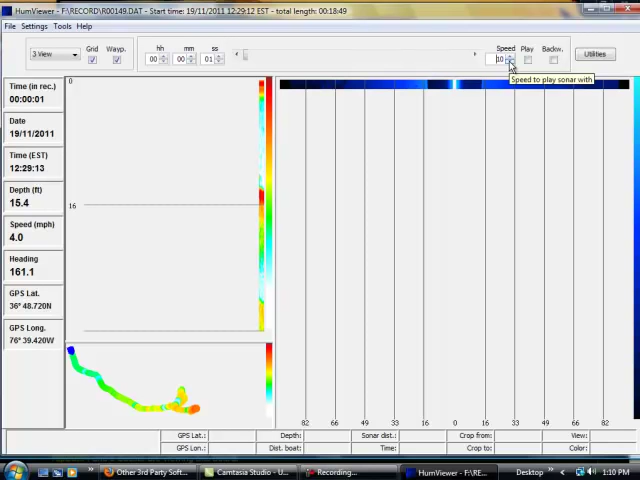 HumViewer - F:\RECORD\R00149.DAT - Start time: 19/11/2011 12:29:12 EST - total length: 00:18:49
File Settings Tools Help
3 View
Grid
Wayp.
hh
mm
ss
00
00
01
Speed
10
Play
Backw.
Utilities
Speed to play sonar with
Time (in rec.)
00:00:01
Date
19/11/2011
Time (EST)
12:29:13
Depth (ft)
15.4
Speed (mph)
4.0
Heading
161.1
GPS Lat.
36° 48.720N
GPS Long.
76° 39.420W
0
16
82 66 49 33 16 0 16 33 49 66 82
GPS Lat.: Depth: Sonar dist.: Crop from: View:
GPS Lon.: Dist. boat: Time: Crop to: Color:
Other 3rd Party Soft...
Camtasia Studio - U...
Recording...
HumViewer - F:\RE...
Desktop
1:10 PM